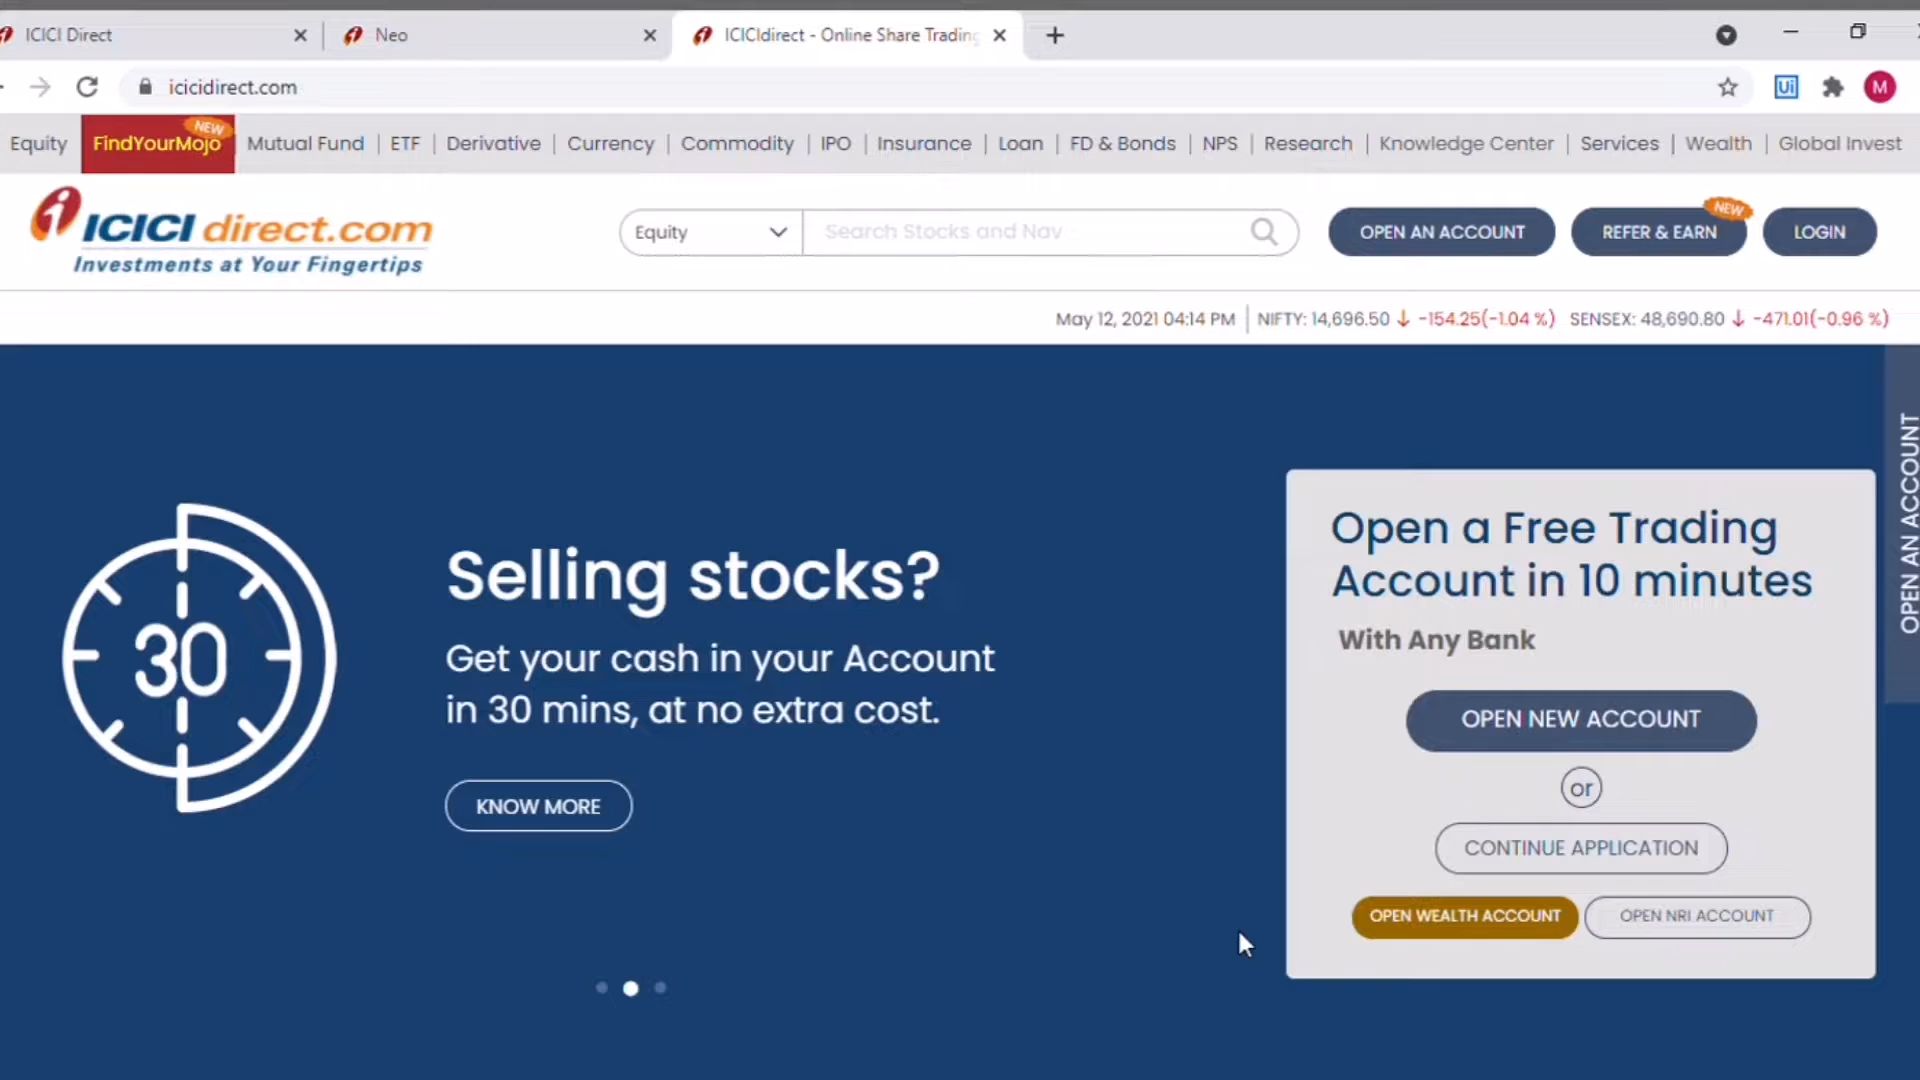 ICICI Direct
Neo
ICICIdirect - Online Share Trading
icicidirect.com
Ui
M
Equity
FindYourMojo NEW
Mutual Fund | ETF | Derivative | Currency | Commodity | IPO | Insurance | Loan | FD & Bonds | NPS | Research | Knowledge Center | Services | Wealth | Global Invest
ICICI direct.com
Investments at Your Fingertips
Equity
Search Stocks and Nav
OPEN AN ACCOUNT
REFER & EARN NEW
LOGIN
May 12, 2021 04:14 PM | NIFTY: 14,696.50 ↓ -154.25(-1.04 %) SENSEX: 48,690.80 ↓ -471.01(-0.96 %)
30
Selling stocks?
Get your cash in your Account
in 30 mins, at no extra cost.
KNOW MORE
Open a Free Trading
Account in 10 minutes
With Any Bank
OPEN NEW ACCOUNT
or
CONTINUE APPLICATION
OPEN WEALTH ACCOUNT
OPEN NRI ACCOUNT
OPEN AN ACCOUNT